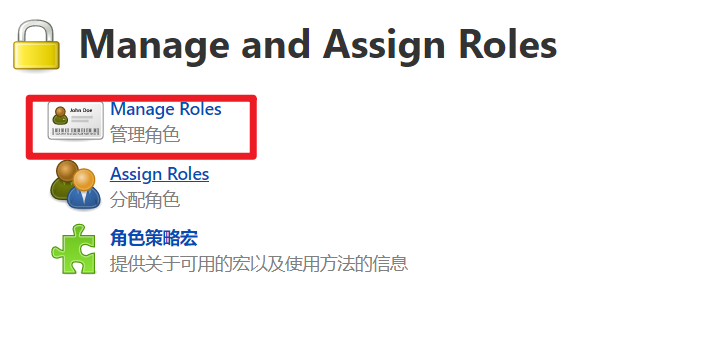 Manage and Assign Roles
John Doe
Manage Roles
管理角色
Assign Roles
分配角色
角色策略宏
提供关于可用的宏以及使用方法的信息